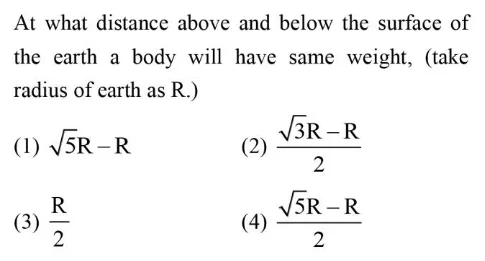 At what distance above and below the surface of
the earth a body will have same weight, (take
radius of earth as R.)
(1) √5R – R
(2) (√3R – R)/2
(3) R/2
(4) (√5R – R)/2